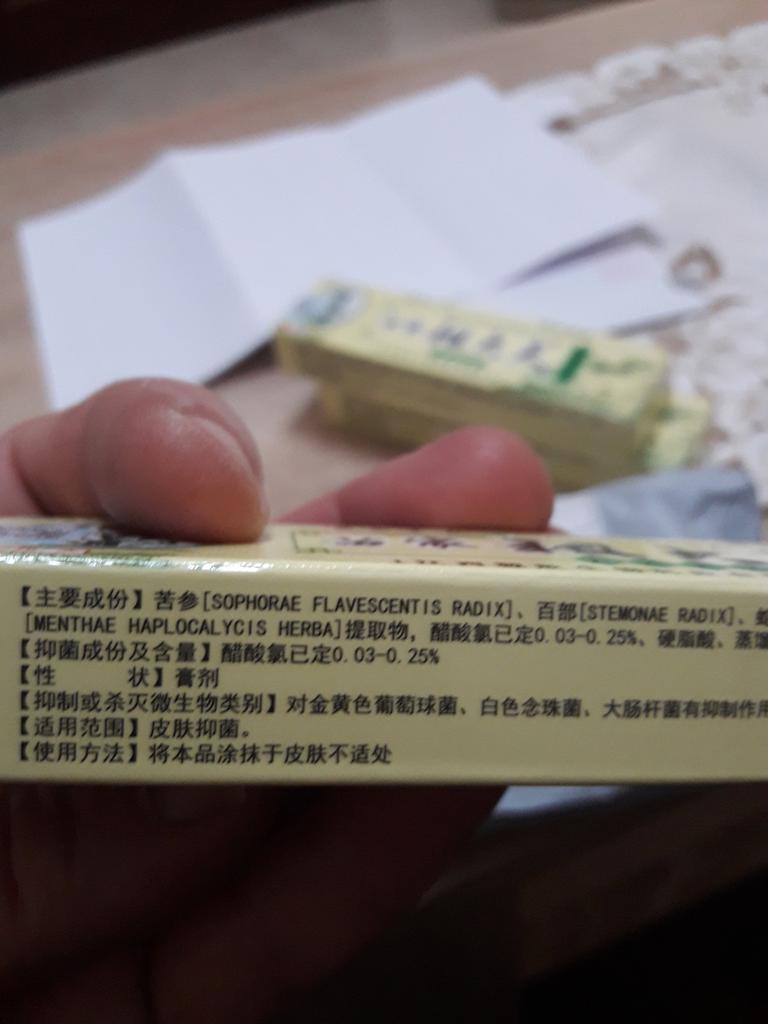 【主要成份】苦参[SOPHORAE FLAVESCENTIS RADIX]、百部[STEMONAE RADIX]、蛇
[MENTHAE HAPLOCALYCIS HERBA]提取物，醋酸氯已定0.03-0.25%、硬脂酸、蒸馏
【抑菌成份及含量】醋酸氯已定0.03-0.25%
【性 状】膏剂
【抑制或杀灭微生物类别】对金黄色葡萄球菌、白色念珠菌、大肠杆菌有抑制作用
【适用范围】皮肤抑菌。
【使用方法】将本品涂抹于皮肤不适处